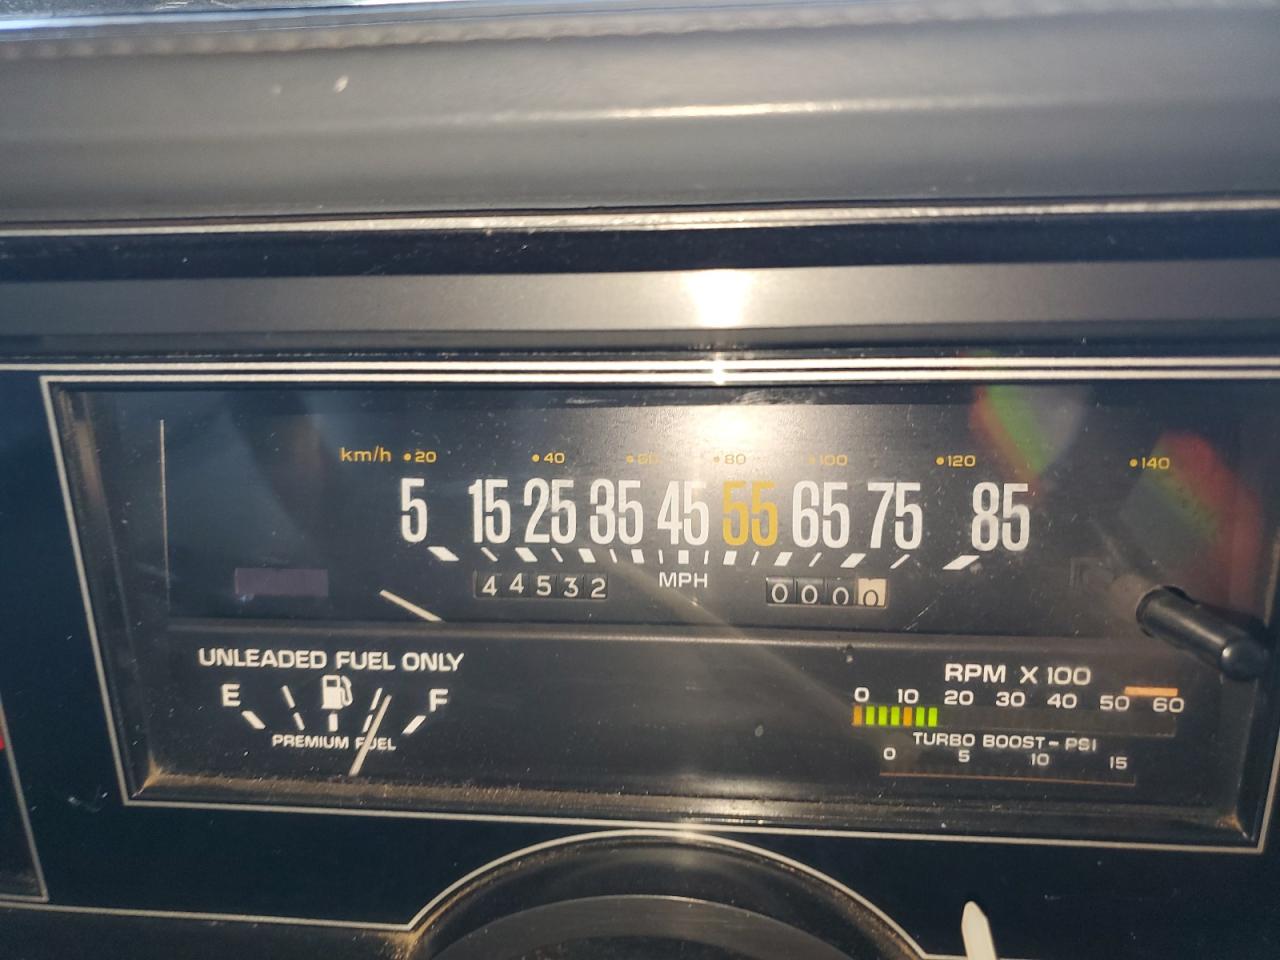 km/h 20 40 60 80 100 120 140
5 15 25 35 45 55 65 75 85
44532 MPH 0000
UNLEADED FUEL ONLY
E F
PREMIUM FUEL
RPM X 100
0 10 20 30 40 50 60
TURBO BOOST-PSI
0 5 10 15